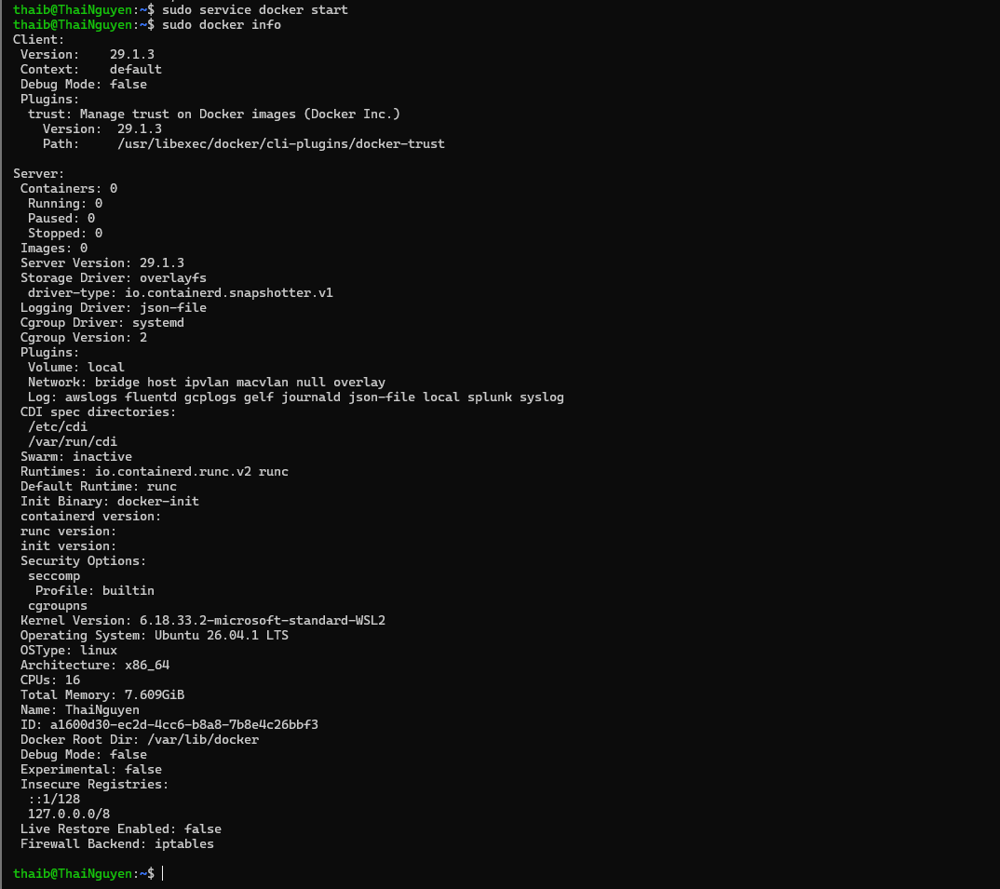 thaib@ThaiNguyen:~$ sudo service docker start
thaib@ThaiNguyen:~$ sudo docker info
Client:
 Version:    29.1.3
 Context:    default
 Debug Mode: false
 Plugins:
  trust: Manage trust on Docker images (Docker Inc.)
    Version:  29.1.3
    Path:     /usr/libexec/docker/cli-plugins/docker-trust

Server:
 Containers: 0
  Running: 0
  Paused: 0
  Stopped: 0
 Images: 0
 Server Version: 29.1.3
 Storage Driver: overlayfs
  driver-type: io.containerd.snapshotter.v1
 Logging Driver: json-file
 Cgroup Driver: systemd
 Cgroup Version: 2
 Plugins:
  Volume: local
  Network: bridge host ipvlan macvlan null overlay
  Log: awslogs fluentd gcplogs gelf journald json-file local splunk syslog
 CDI spec directories:
  /etc/cdi
  /var/run/cdi
 Swarm: inactive
 Runtimes: io.containerd.runc.v2 runc
 Default Runtime: runc
 Init Binary: docker-init
 containerd version:
 runc version:
 init version:
 Security Options:
  seccomp
   Profile: builtin
  cgroupns
 Kernel Version: 6.18.33.2-microsoft-standard-WSL2
 Operating System: Ubuntu 26.04.1 LTS
 OSType: linux
 Architecture: x86_64
 CPUs: 16
 Total Memory: 7.609GiB
 Name: ThaiNguyen
 ID: a1600d30-ec2d-4cc6-b8a8-7b8e4c26bbf3
 Docker Root Dir: /var/lib/docker
 Debug Mode: false
 Experimental: false
 Insecure Registries:
  ::1/128
  127.0.0.0/8
 Live Restore Enabled: false
 Firewall Backend: iptables

thaib@ThaiNguyen:~$